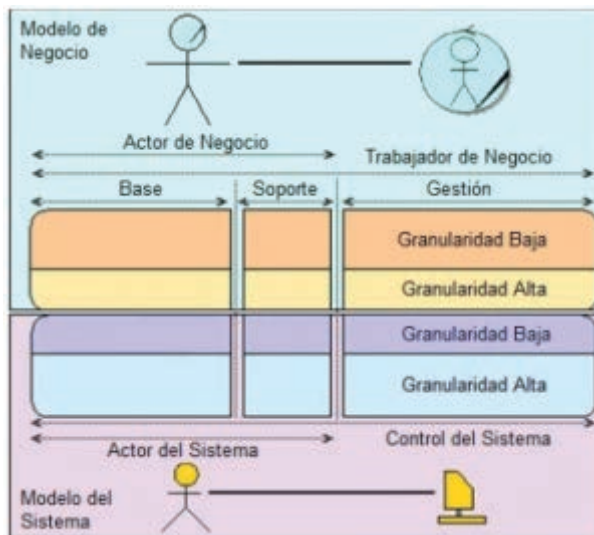 Modelo de
Negocio
Actor de Negocio
Trabajador de Negocio
Base
Soporte
Gestión
Granularidad Baja
Granularidad Alta
Granularidad Baja
Granularidad Alta
Control del Sistema
Actor del Sistema
Modelo del
Sistema